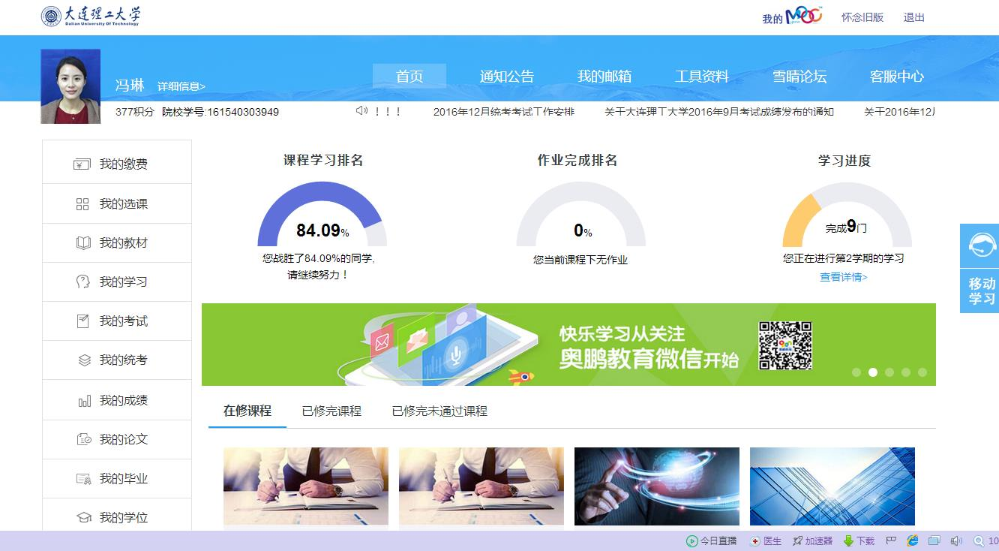 大连理工大学
Dalian University Of Technology
我的 MOOC 怀念旧版 退出
冯琳 详细信息>
首页 通知公告 我的邮箱 工具资料 雪晴论坛 客服中心
377积分 院校学号:161540303949
！！！ 2016年12月统考考试工作安排 关于大连理工大学2016年9月考试成绩发布的通知 关于2016年12月
我的缴费
我的选课
我的教材
我的学习
我的考试
我的统考
我的成绩
我的论文
我的毕业
我的学位
课程学习排名
84.09%
您战胜了84.09%的同学,
请继续努力！
作业完成排名
0%
您当前课程下无作业
学习进度
完成9门
您正在进行第2学期的学习
查看详情>
移动
学习
快乐学习从关注
奥鹏教育微信开始
在修课程 已修完课程 已修完未通过课程
今日直播 医生 加速器 下载 10